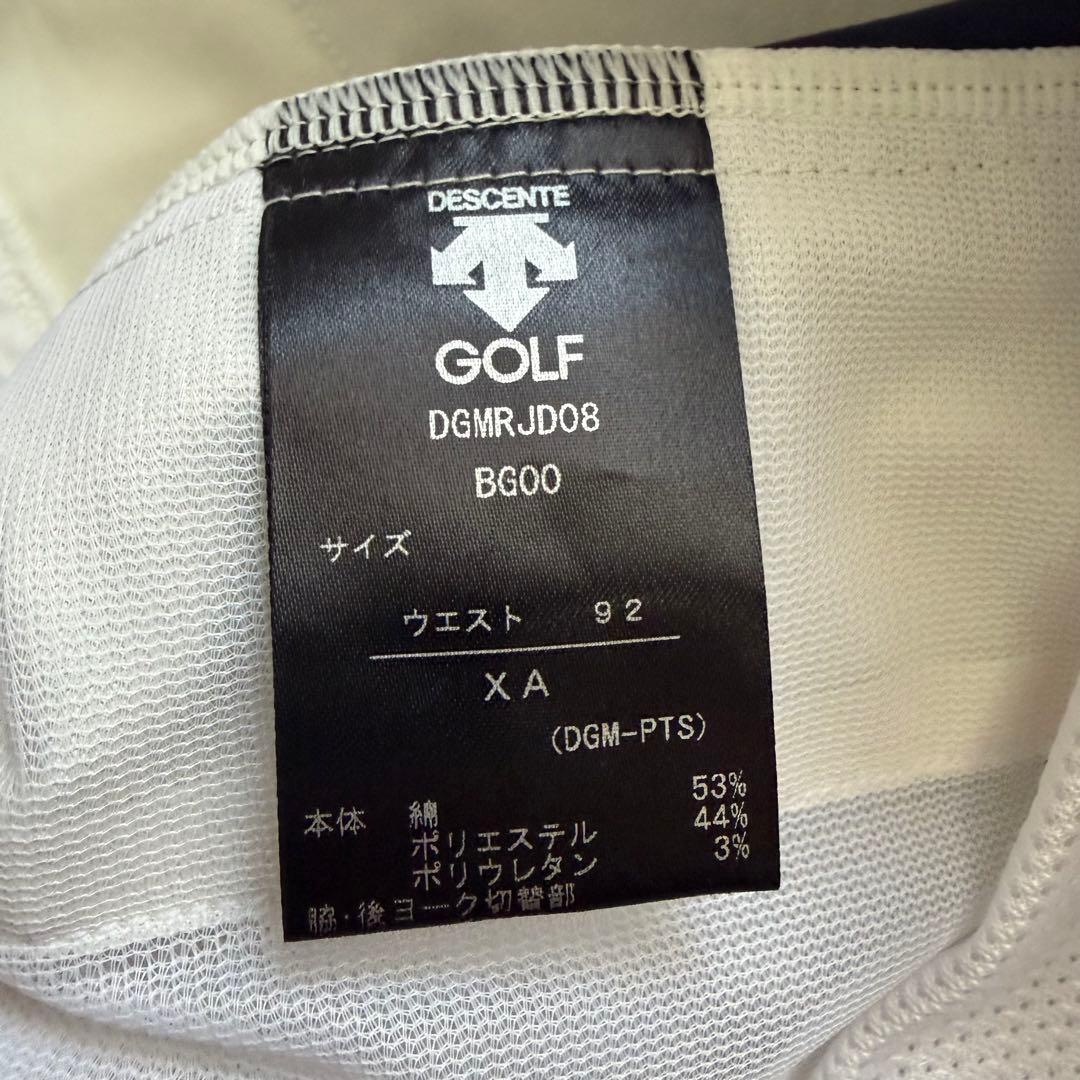 DESCENTE
GOLF
DGMRJD08
BG00
サイズ
ウエスト 92
XA
(DGM-PTS)
本体 綿 53%
ポリエステル 44%
ポリウレタン 3%
脇・後ヨーク切替部